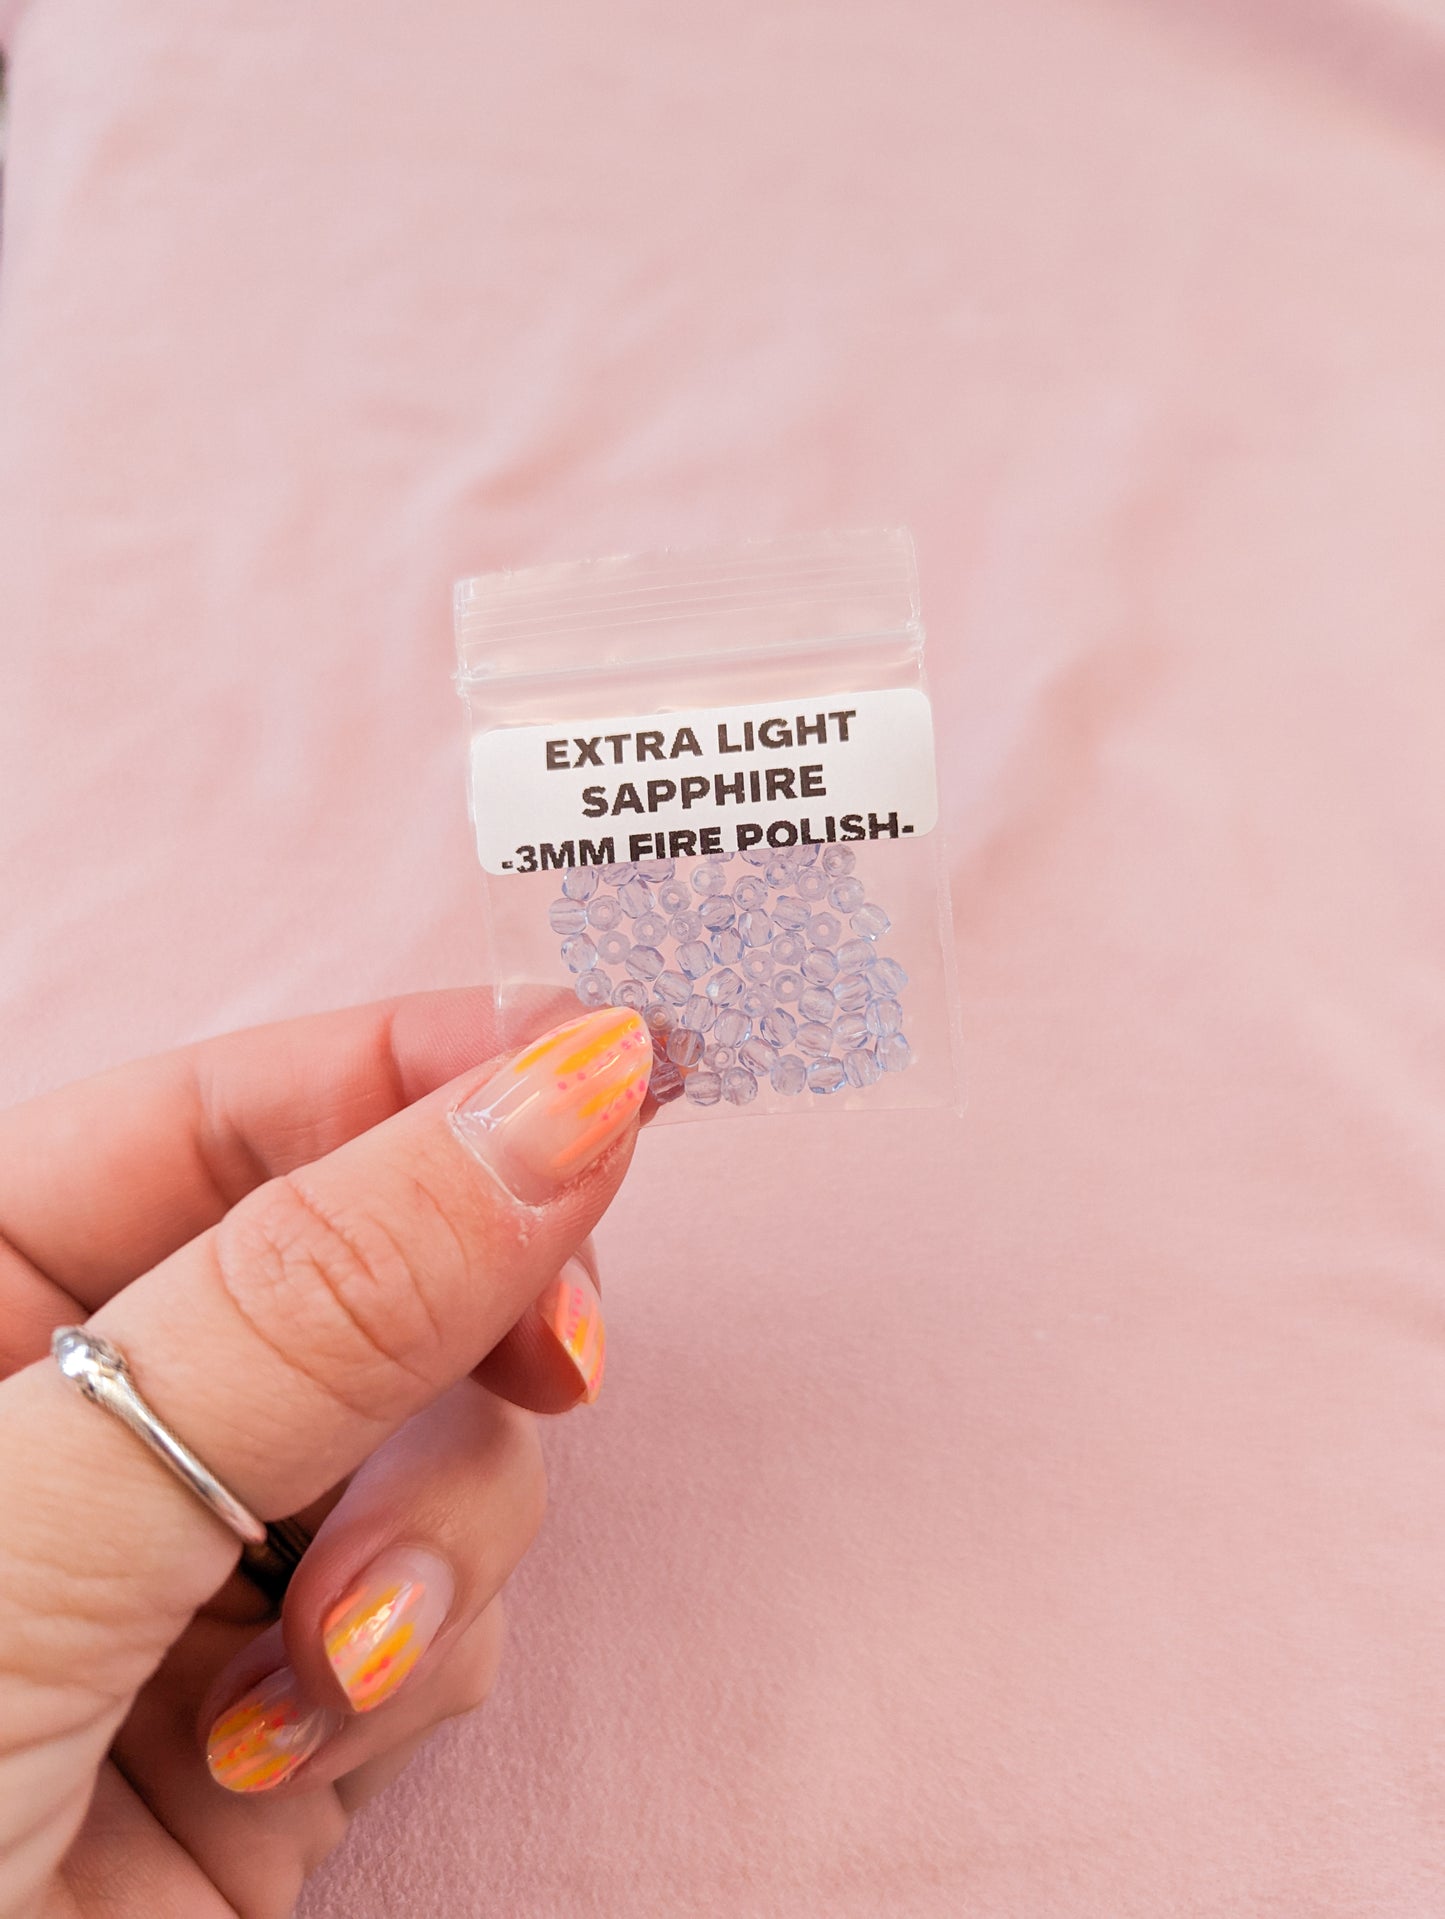 EXTRA LIGHT
SAPPHIRE
-3MM FIRE POLISH-